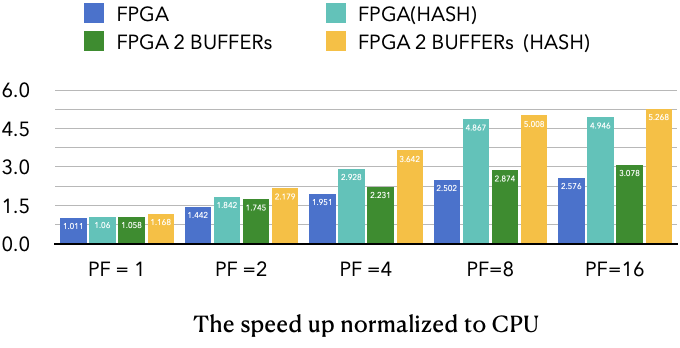 FPGA
FPGA(HASH)
FPGA 2 BUFFERs
FPGA 2 BUFFERs (HASH)
6.0
4.5
3.0
1.5
0.0
1.011
1.06
1.058
1.168
1.442
1.842
1.745
2.179
1.951
2.928
2.231
3.642
2.502
4.867
2.874
5.008
2.576
4.946
3.078
5.268
PF = 1
PF =2
PF =4
PF=8
PF=16
The speed up normalized to CPU